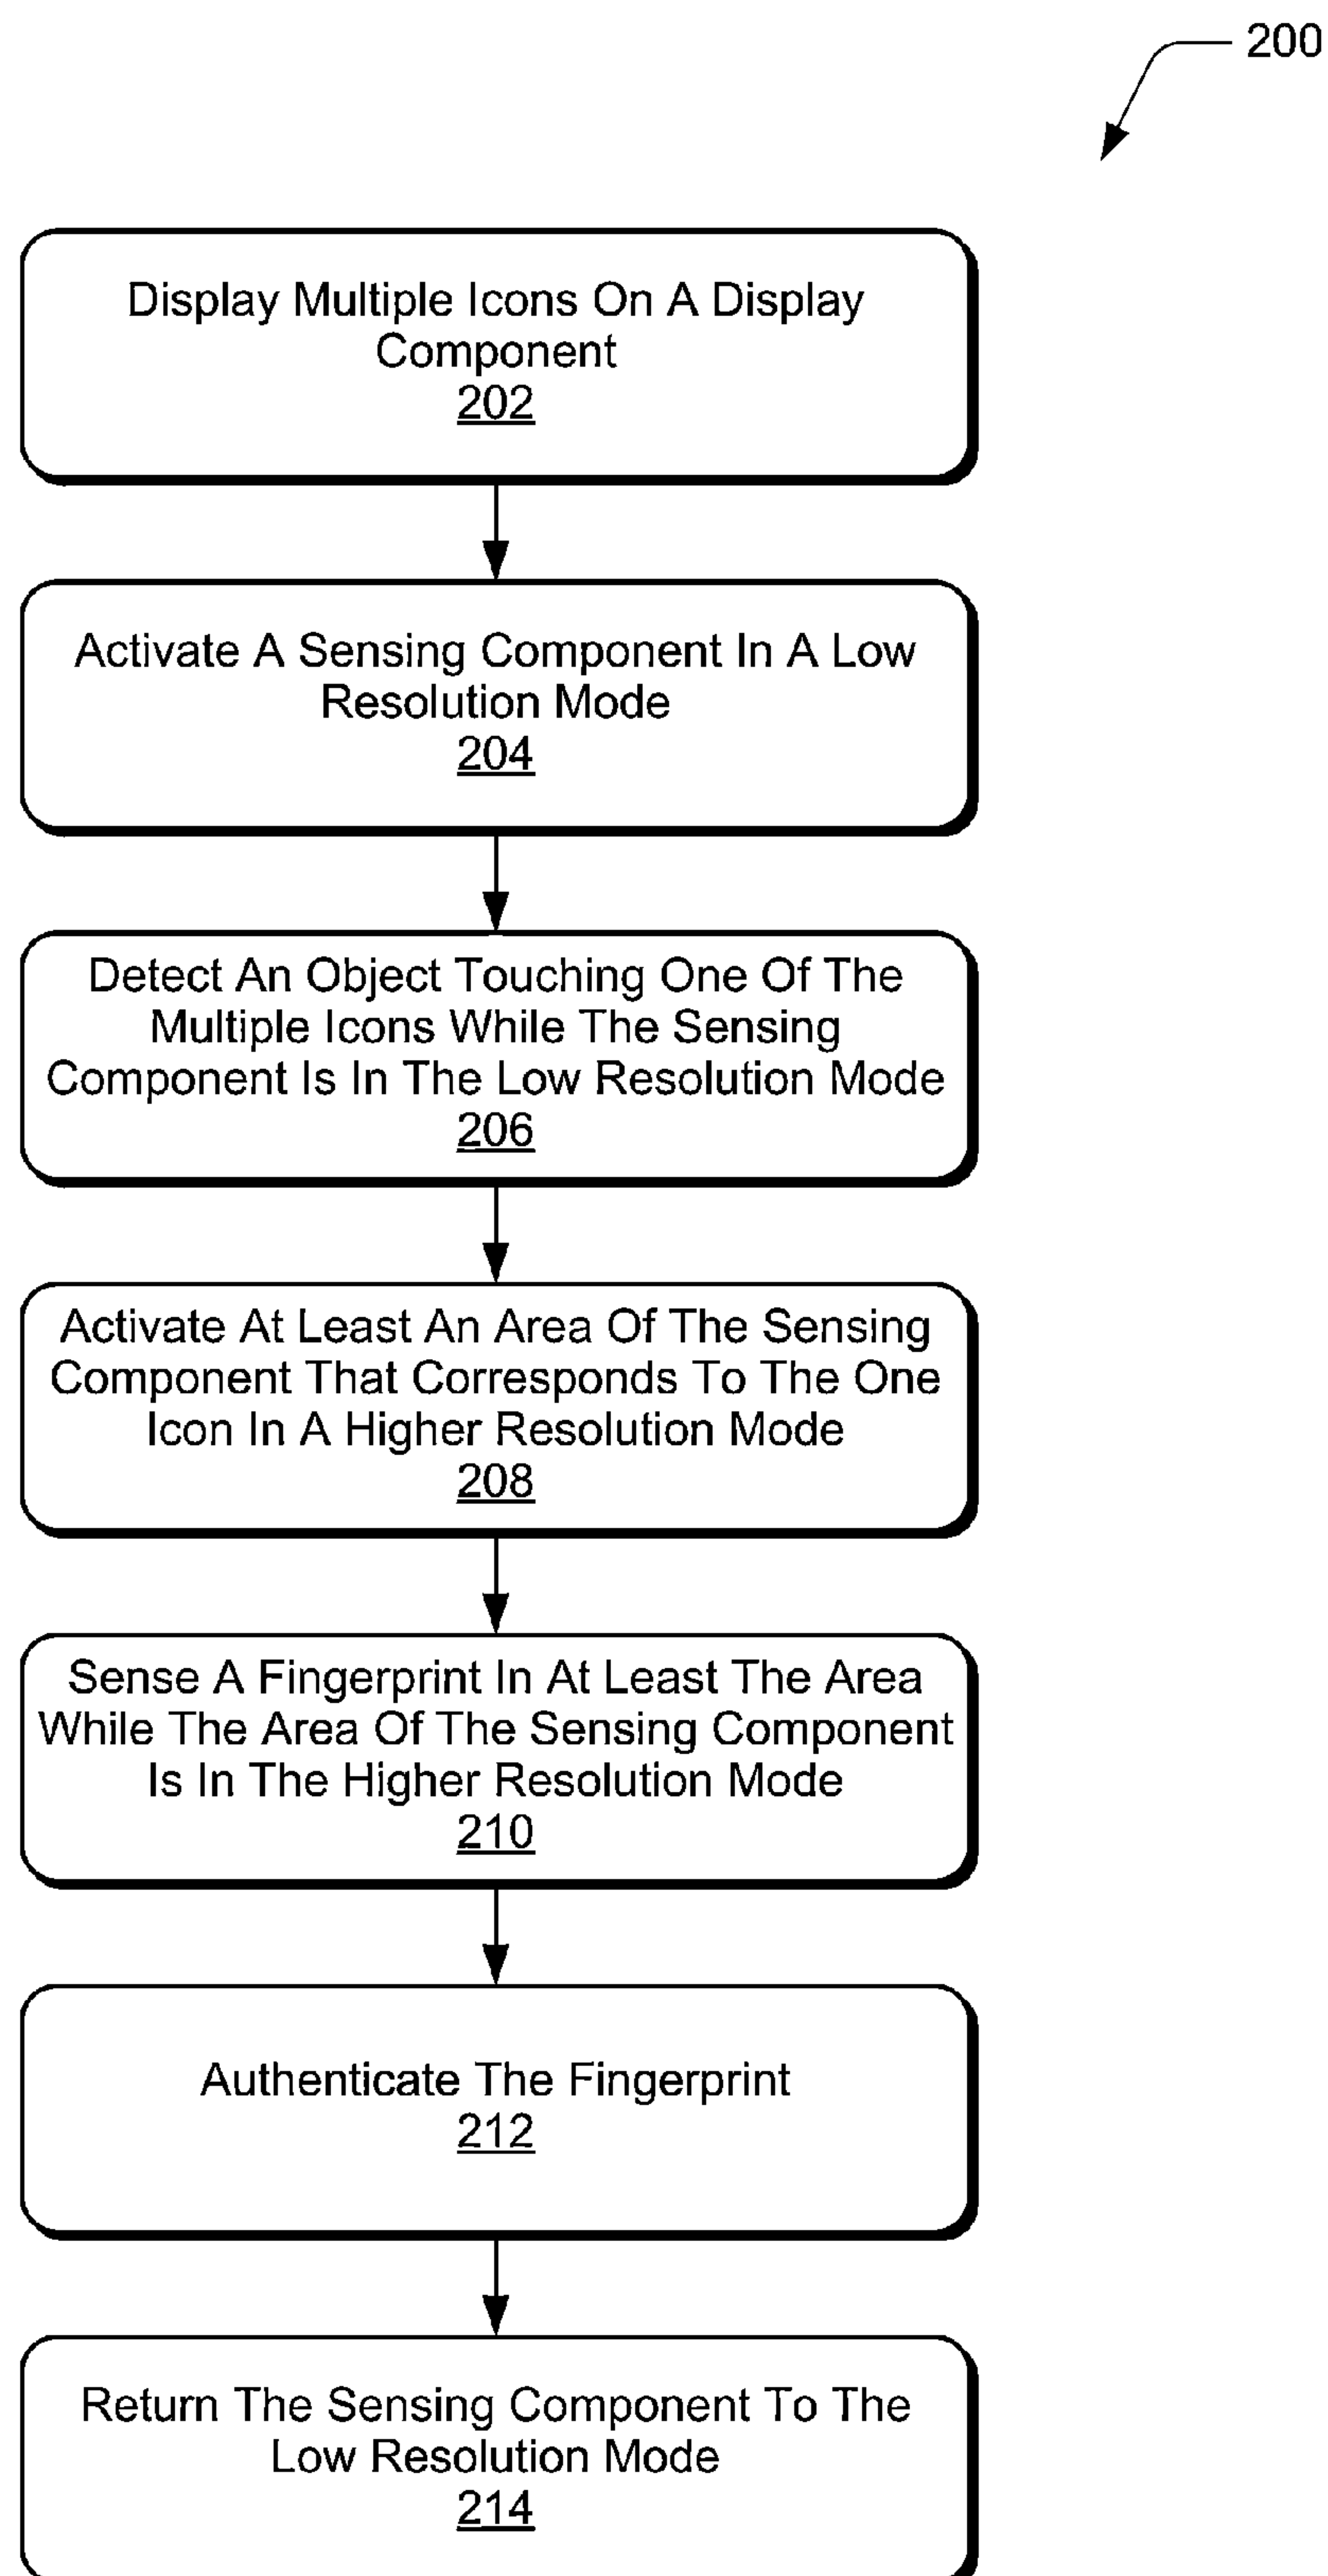 200
Display Multiple Icons On A Display
Component
202
Activate A Sensing Component In A Low
Resolution Mode
204
Detect An Object Touching One Of The
Multiple Icons While The Sensing
Component Is In The Low Resolution Mode
206
Activate At Least An Area Of The Sensing
Component That Corresponds To The One
Icon In A Higher Resolution Mode
208
Sense A Fingerprint In At Least The Area
While The Area Of The Sensing Component
Is In The Higher Resolution Mode
210
Authenticate The Fingerprint
212
Return The Sensing Component To The
Low Resolution Mode
214